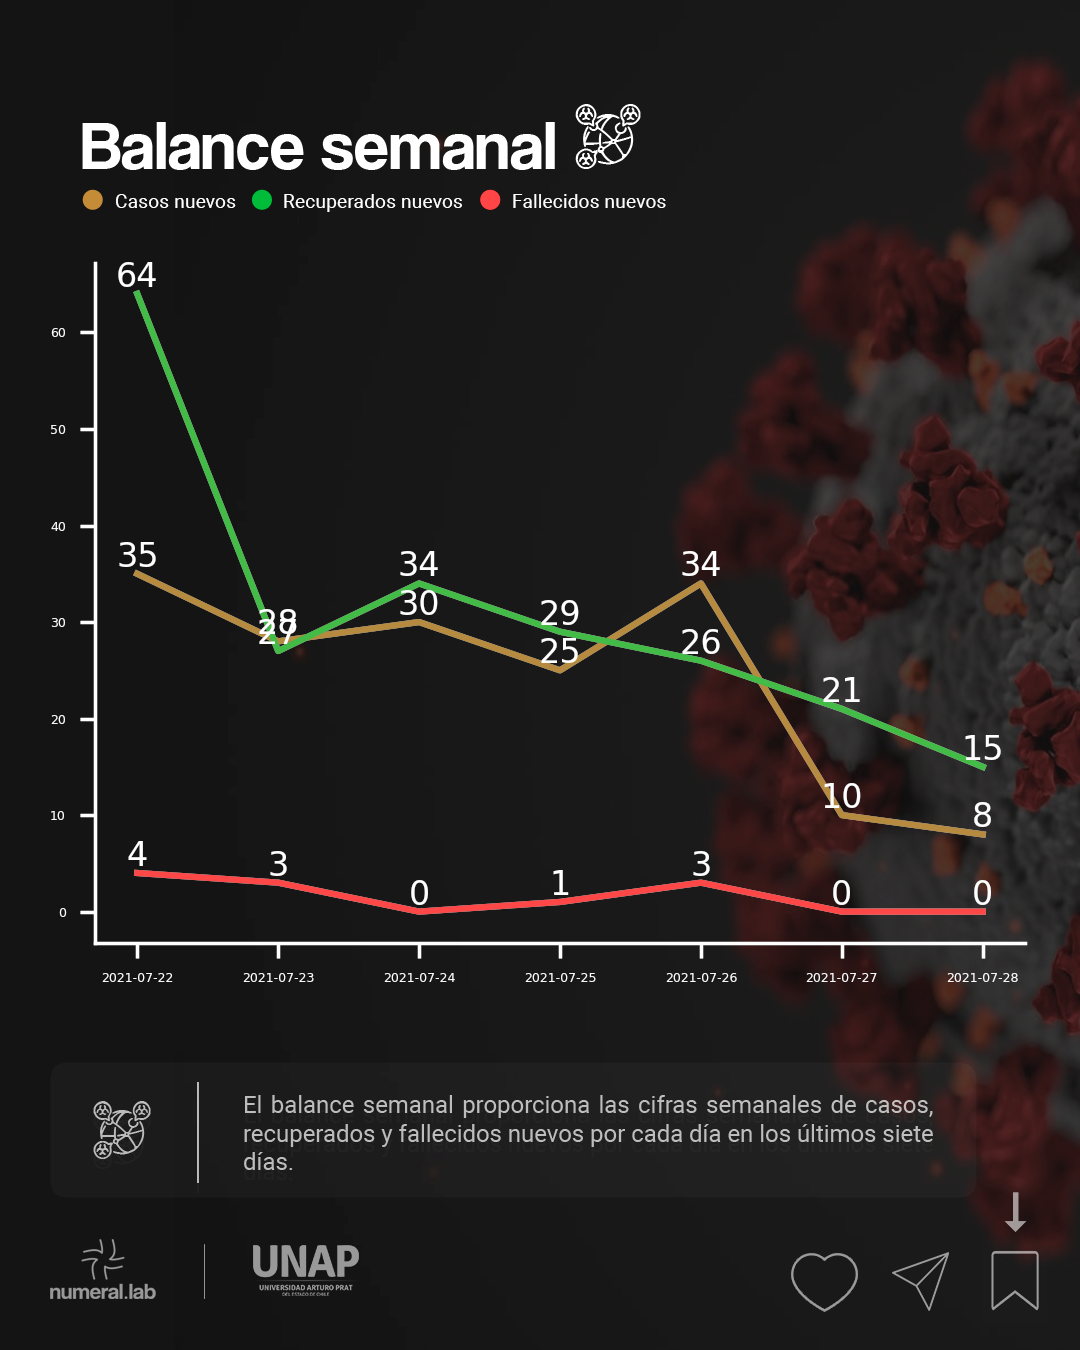 Balance semanal
Casos nuevos Recuperados nuevos Fallecidos nuevos
64
60
50
40
35
34
34
30
30
28
27
29
25
26
21
20
15
10
10
8
4
3
0
1
3
0
0
0
2021-07-22 2021-07-23 2021-07-24 2021-07-25 2021-07-26 2021-07-27 2021-07-28
El balance semanal proporciona las cifras semanales de casos,
recuperados y fallecidos nuevos por cada día en los últimos siete
días.
numeral.lab
UNAP
UNIVERSIDAD ARTURO PRAT
DEL ESTADO DE CHILE